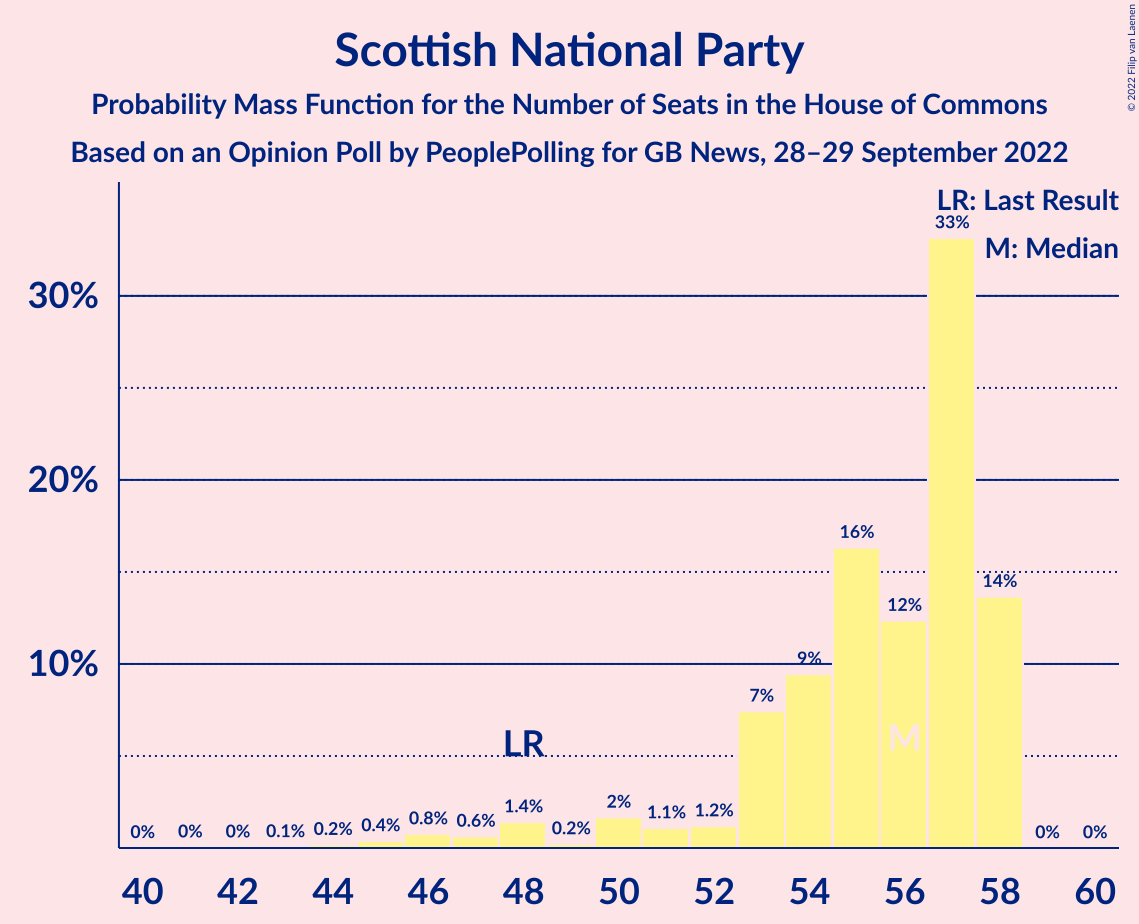 Scottish National Party
Probability Mass Function for the Number of Seats in the House of Commons
Based on an Opinion Poll by PeoplePolling for GB News, 28–29 September 2022
© 2022 Filip van Laenen
LR: Last Result
M: Median
30%
20%
10%
0% 0% 0% 0.1% 0.2% 0.4% 0.8% 0.6% 1.4% 0.2% 2% 1.1% 1.2% 7% 9% 16% 12% 33% 14% 0% 0%
LR
M
40 42 44 46 48 50 52 54 56 58 60